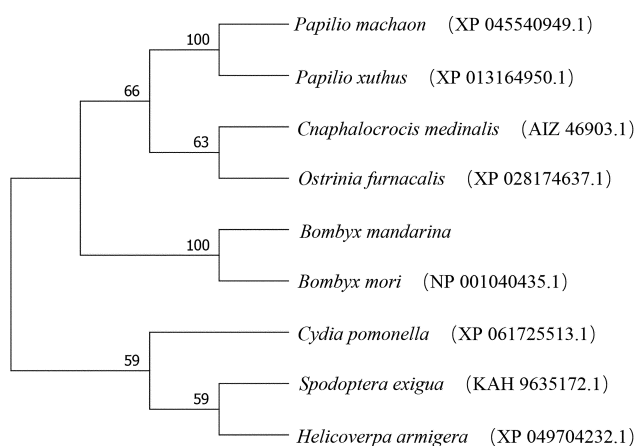 100
Papilio machaon （XP 045540949.1）
Papilio xuthus （XP 013164950.1）
66
Cnaphalocrocis medinalis （AIZ 46903.1）
63
Ostrinia furnacalis （XP 028174637.1）
Bombyx mandarina
100
Bombyx mori （NP 001040435.1）
Cydia pomonella （XP 061725513.1）
59
Spodoptera exigua （KAH 9635172.1）
59
Helicoverpa armigera （XP 049704232.1）